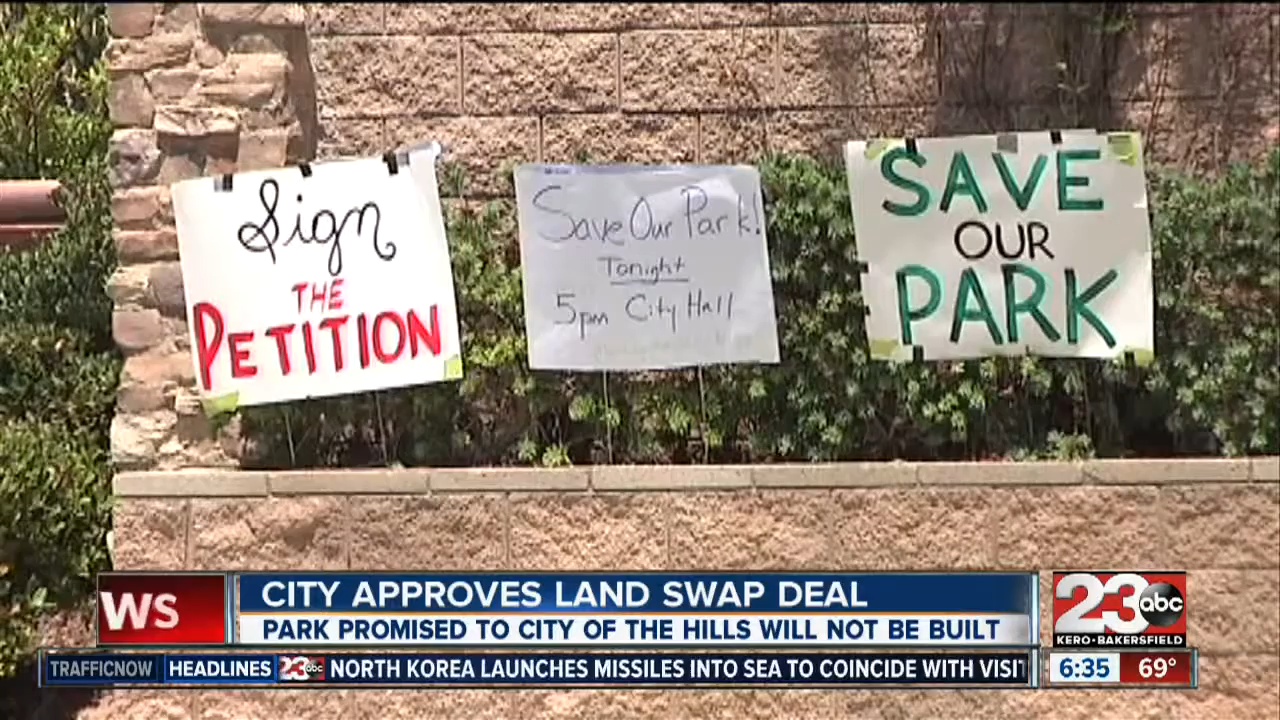 Sign
THE
PETITION
Save Our Park!
Tonight
5pm City Hall
SAVE
OUR
PARK
WS
CITY APPROVES LAND SWAP DEAL
PARK PROMISED TO CITY OF THE HILLS WILL NOT BE BUILT
23 abc
KERO-BAKERSFIELD
TRAFFICNOW HEADLINES 23 abc NORTH KOREA LAUNCHES MISSILES INTO SEA TO COINCIDE WITH VISIT
6:35 69°